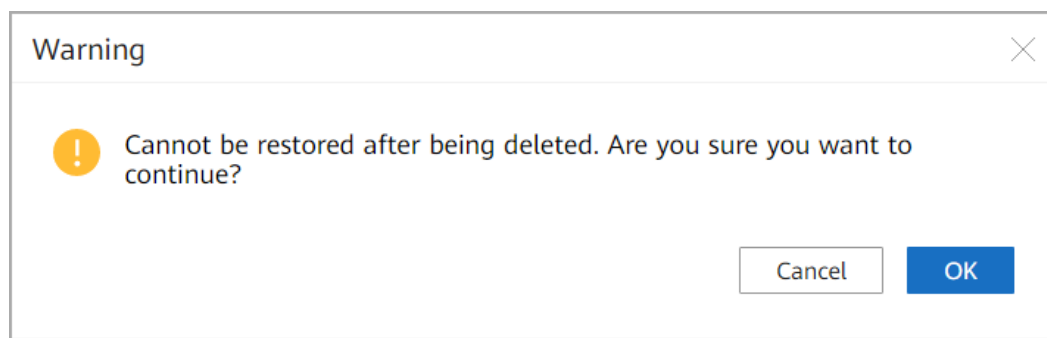 Warning
Cannot be restored after being deleted. Are you sure you want to
continue?
Cancel
OK